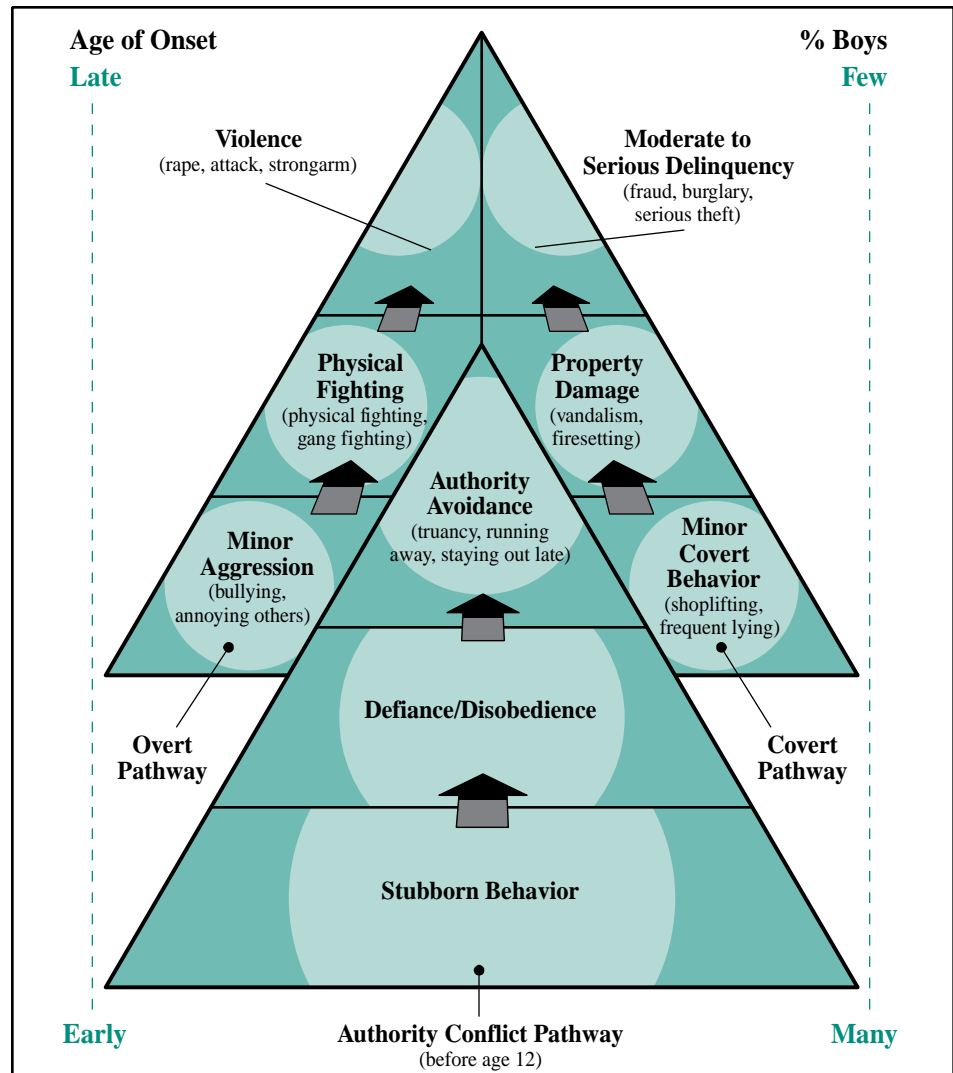 Age of Onset
% Boys
Late
Few
Violence
(rape, attack, strongarm)
Moderate to
Serious Delinquency
(fraud, burglary,
serious theft)
Physical
Fighting
(physical fighting,
gang fighting)
Property
Damage
(vandalism,
firesetting)
Authority
Avoidance
(truancy, running
away, staying out late)
Minor
Aggression
(bullying,
annoying others)
Minor
Covert
Behavior
(shoplifting,
frequent lying)
Defiance/Disobedience
Overt
Pathway
Covert
Pathway
Stubborn Behavior
Early
Authority Conflict Pathway
(before age 12)
Many